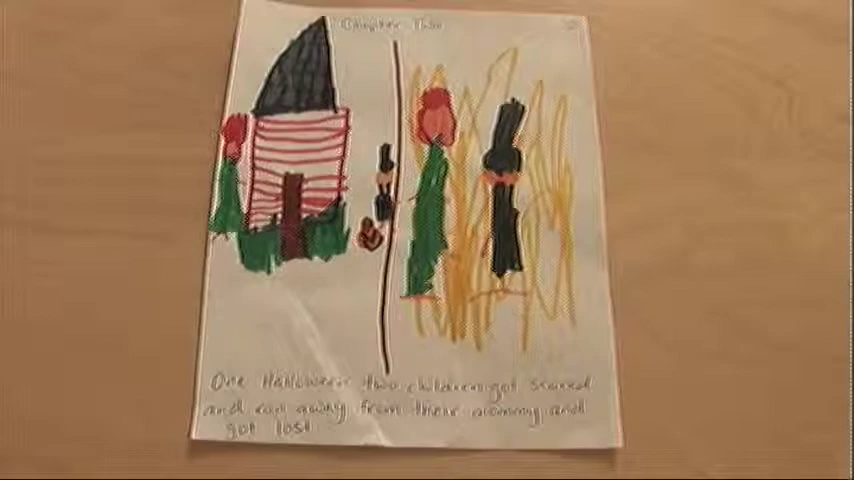 Chapter Two
One Halloween two children got scared
and ran away from their mommy and
got lost